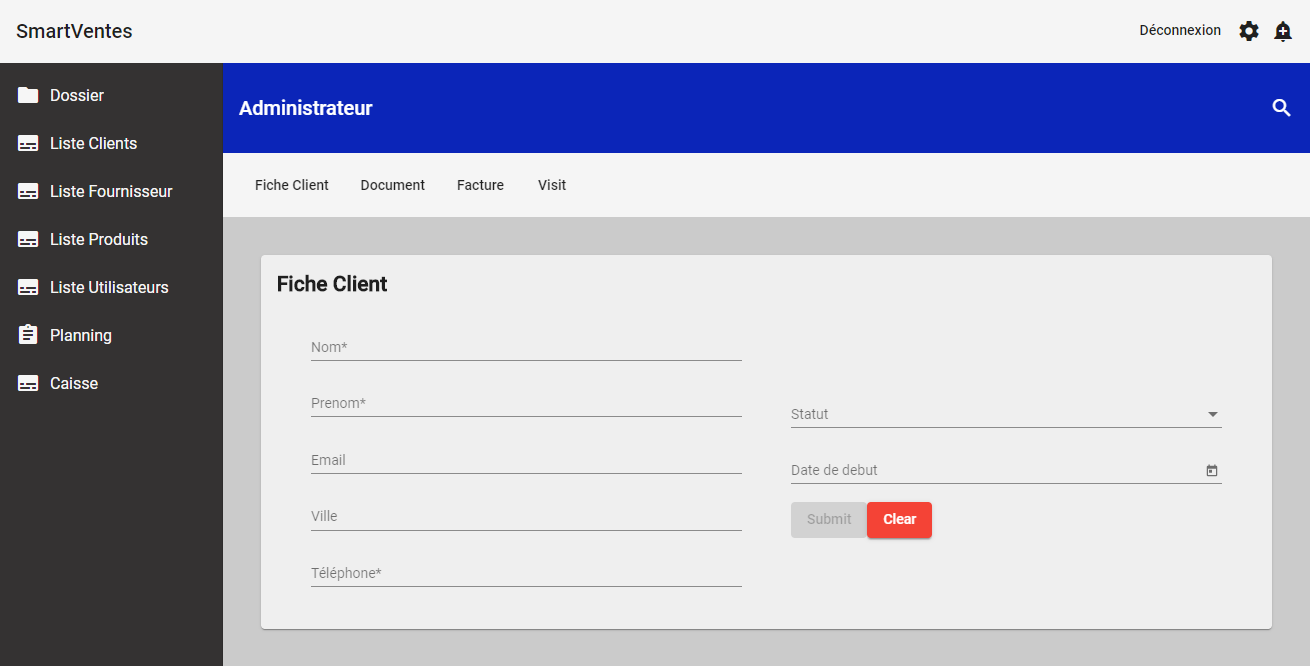 SmartVentes
Déconnexion
Dossier
Liste Clients
Liste Fournisseur
Liste Produits
Liste Utilisateurs
Planning
Caisse
Administrateur
Fiche Client Document Facture Visit
Fiche Client
Nom*
Prenom*
Email
Ville
Téléphone*
Statut
Date de debut
Submit Clear